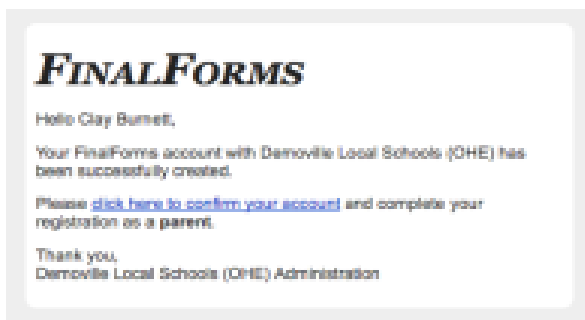 FINALFORMS
Hello Clay Burnett,
Your FinalForms account with Demoville Local Schools (OHE) has
been successfully created.
Please click here to confirm your account and complete your
registration as a parent.
Thank you,
Demoville Local Schools (OHE) Administration